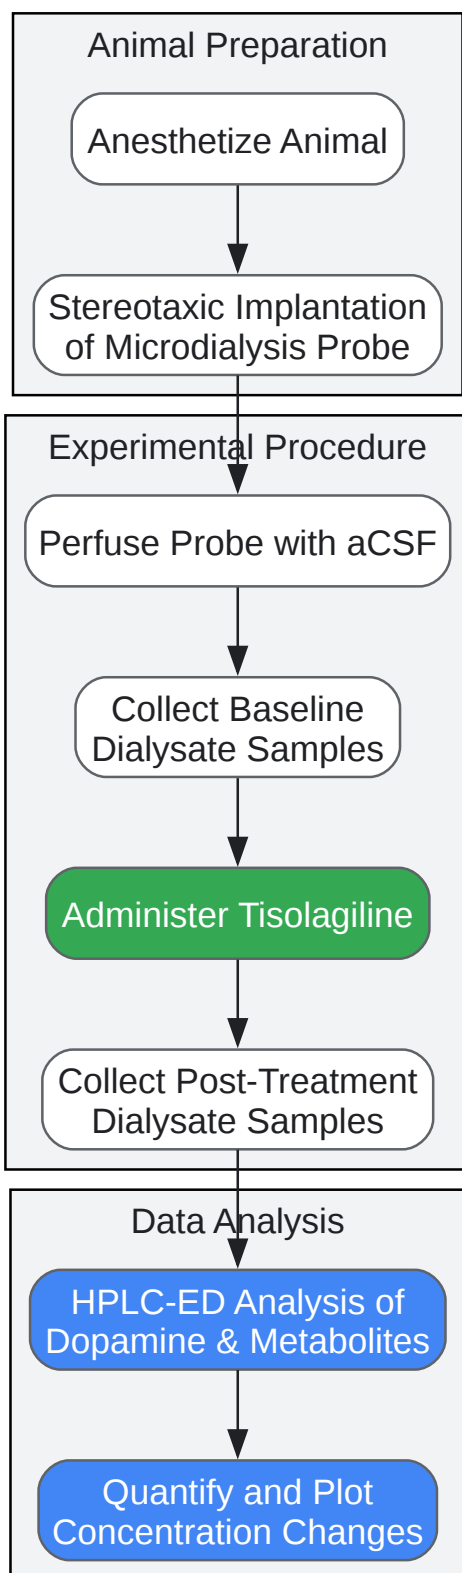 Animal Preparation
Anesthetize Animal
Stereotaxic Implantation
of Microdialysis Probe
Experimental Procedure
Perfuse Probe with aCSF
Collect Baseline
Dialysate Samples
Administer Tisolagiline
Collect Post-Treatment
Dialysate Samples
Data Analysis
HPLC-ED Analysis of
Dopamine & Metabolites
Quantify and Plot
Concentration Changes